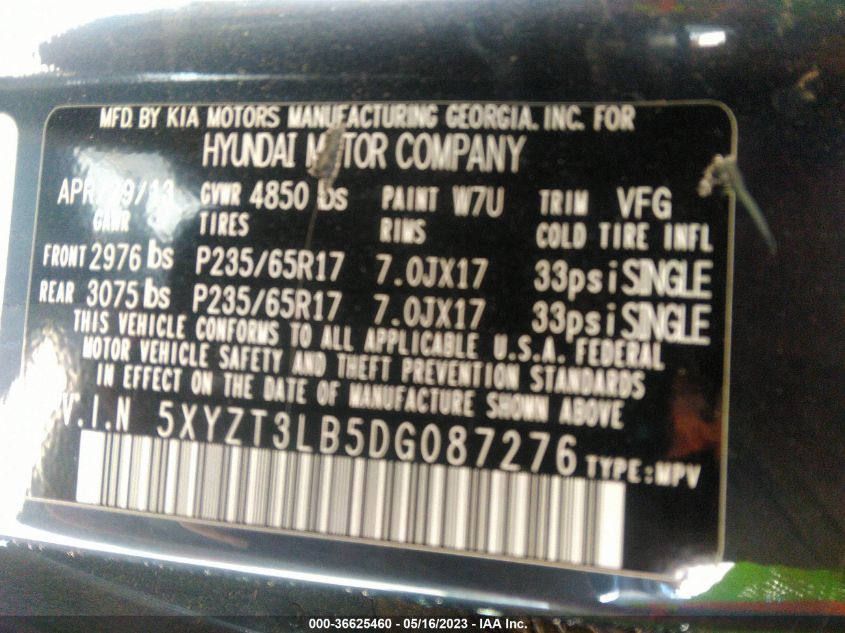 MFD. BY KIA MOTORS MANUFACTURING GEORGIA. INC. FOR
HYUNDAI MOTOR COMPANY
APR/29/13 GVWR 4850 lbs PAINT W7U TRIM VFG
GAWR TIRES RIMS COLD TIRE INFL
FRONT 2976 lbs P235/65R17 7.0JX17 33psi SINGLE
REAR 3075 lbs P235/65R17 7.0JX17 33psi SINGLE
THIS VEHICLE CONFORMS TO ALL APPLICABLE U.S.A. FEDERAL
MOTOR VEHICLE SAFETY AND THEFT PREVENTION STANDARDS
IN EFFECT ON THE DATE OF MANUFACTURE SHOWN ABOVE
V.I.N 5XYZT3LB5DG087276 TYPE:MPV
000-36625460 - 05/16/2023 - IAA Inc.